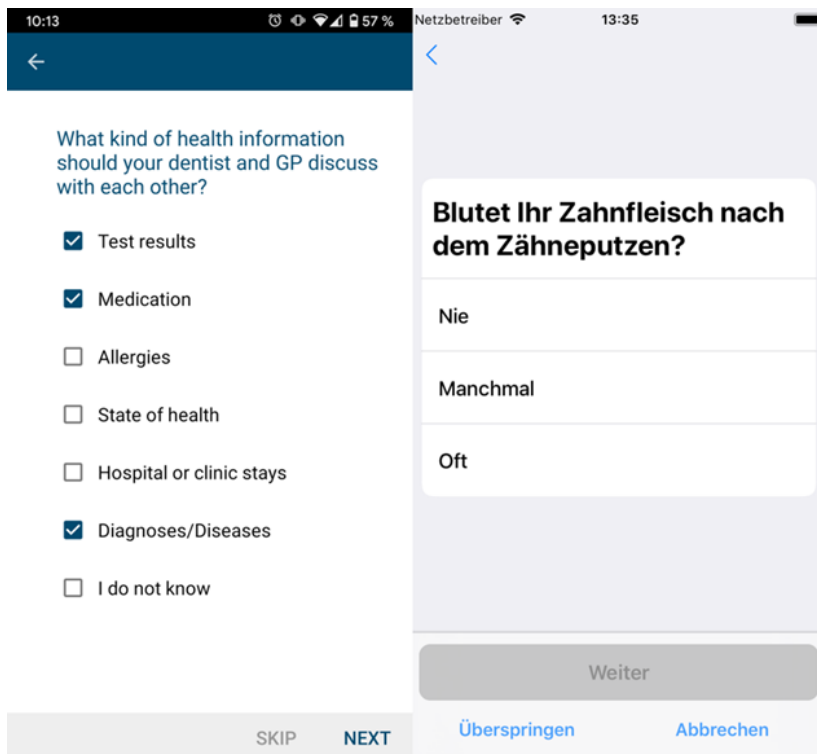 10:13
57 %
What kind of health information
should your dentist and GP discuss
with each other?
Test results
Medication
Allergies
State of health
Hospital or clinic stays
Diagnoses/Diseases
I do not know
SKIP NEXT
Netzbetreiber 13:35
Blutet Ihr Zahnfleisch nach
dem Zähneputzen?
Nie
Manchmal
Oft
Weiter
Überspringen Abbrechen